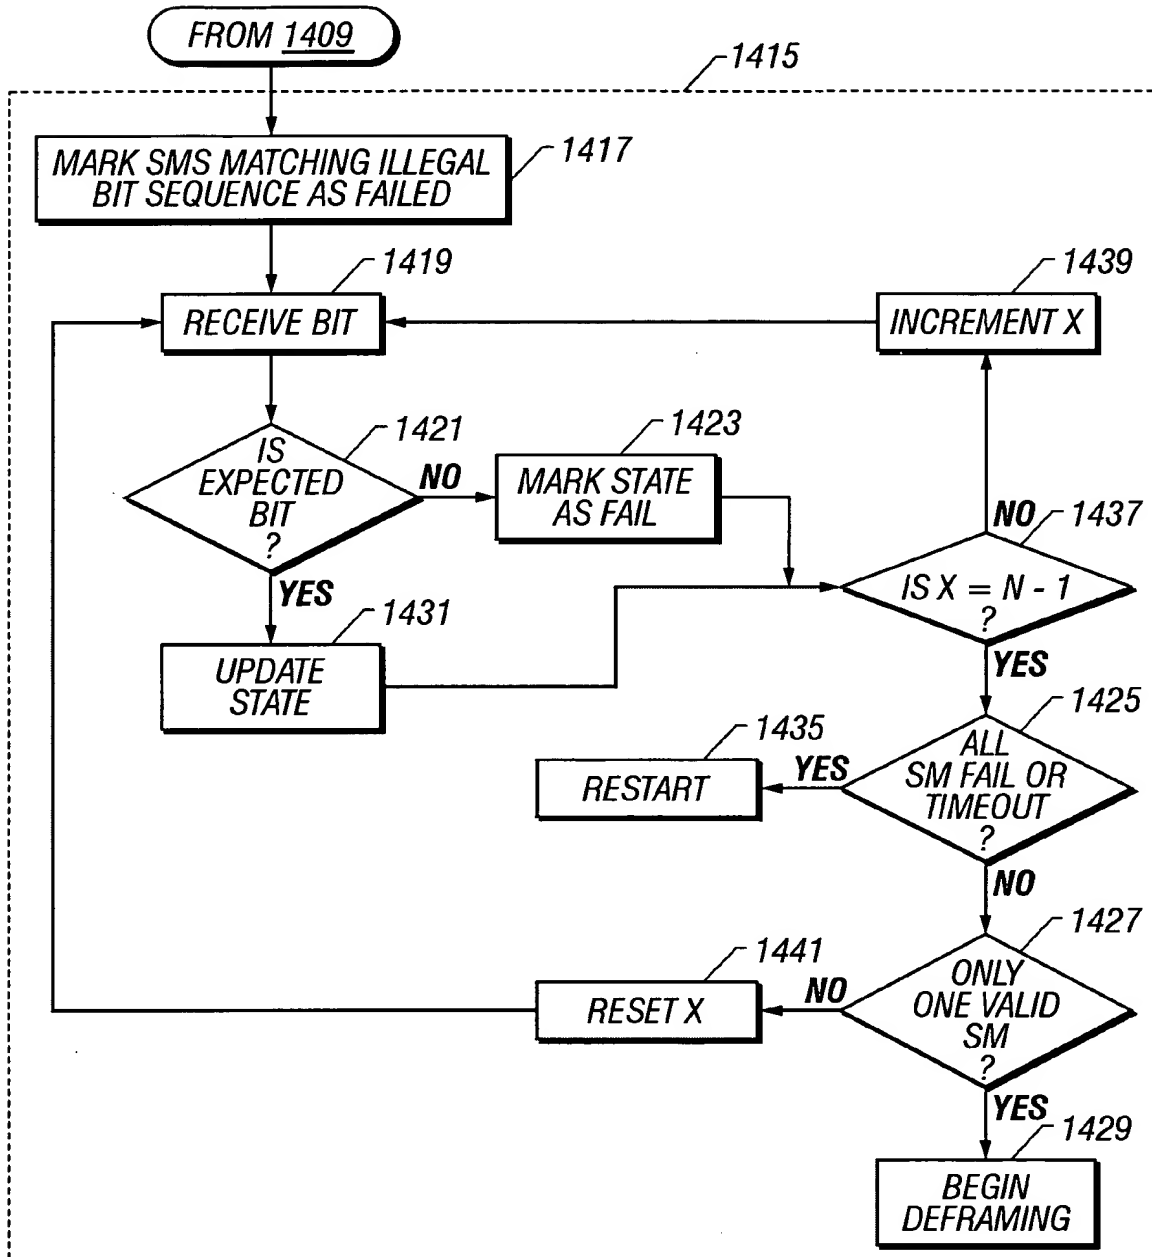 FROM 1409
1415
MARK SMS MATCHING ILLEGAL
BIT SEQUENCE AS FAILED
1417
1419
RECEIVE BIT
1439
INCREMENT X
1421
IS
EXPECTED
BIT
?
NO
1423
MARK STATE
AS FAIL
YES
1431
UPDATE
STATE
NO
1437
IS X = N - 1
?
YES
1425
ALL
SM FAIL OR
TIMEOUT
?
YES
1435
RESTART
NO
1427
ONLY
ONE VALID
SM
?
NO
1441
RESET X
YES
1429
BEGIN
DEFRAMING